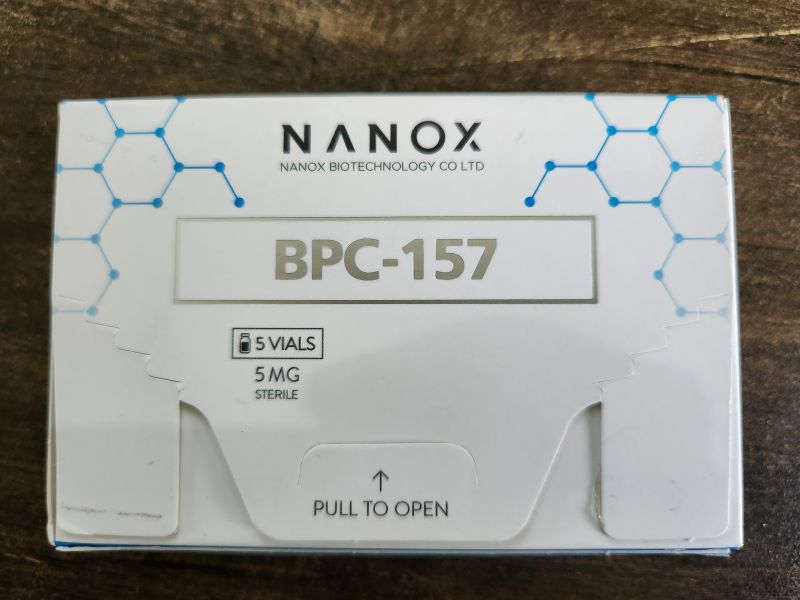 NANOX
NANOX BIOTECHNOLOGY CO LTD
BPC-157
5 VIALS
5 MG
STERILE
PULL TO OPEN